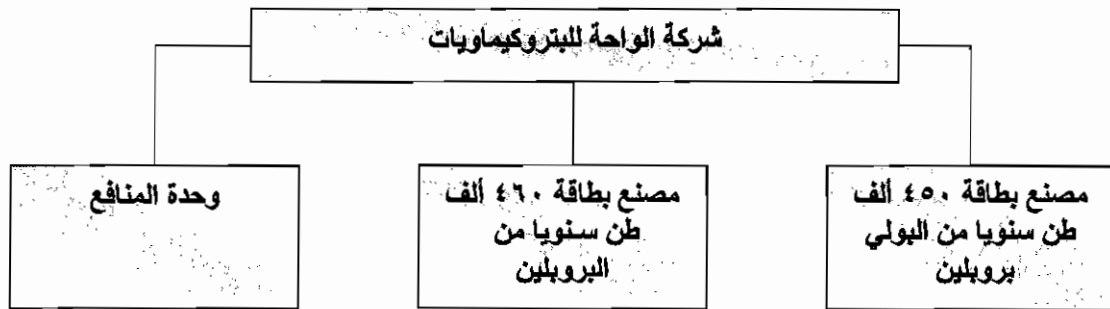 شركة الواحة للبتروكيماويات
مصنع بطاقة ٤٥٠ ألف
طن سنويا من البولي
بروبلين
مصنع بطاقة ٤٦٠ ألف
طن سنويا من
البروبلين
وحدة المنافع